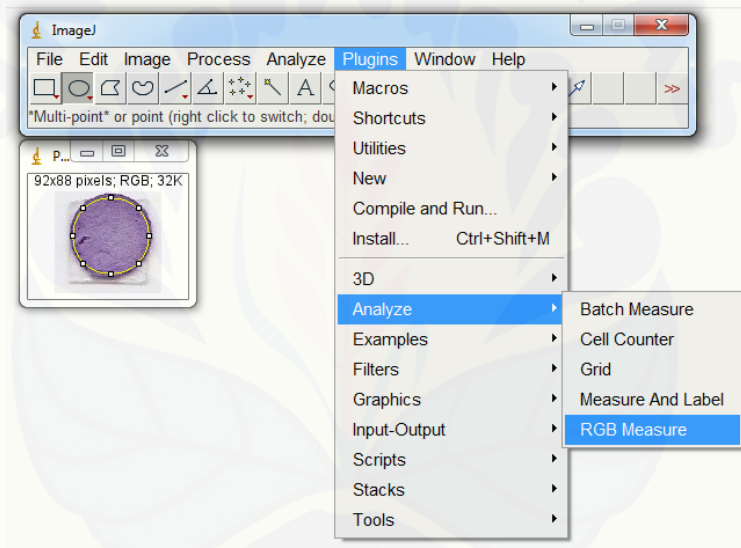 ImageJ
File Edit Image Process Analyze Plugins Window Help
A
>>
*Multi-point* or point (right click to switch; dou
P...
92x88 pixels; RGB; 32K
Macros
Shortcuts
Utilities
New
Compile and Run...
Install... Ctrl+Shift+M
3D
Analyze
Examples
Filters
Graphics
Input-Output
Scripts
Stacks
Tools
Batch Measure
Cell Counter
Grid
Measure And Label
RGB Measure